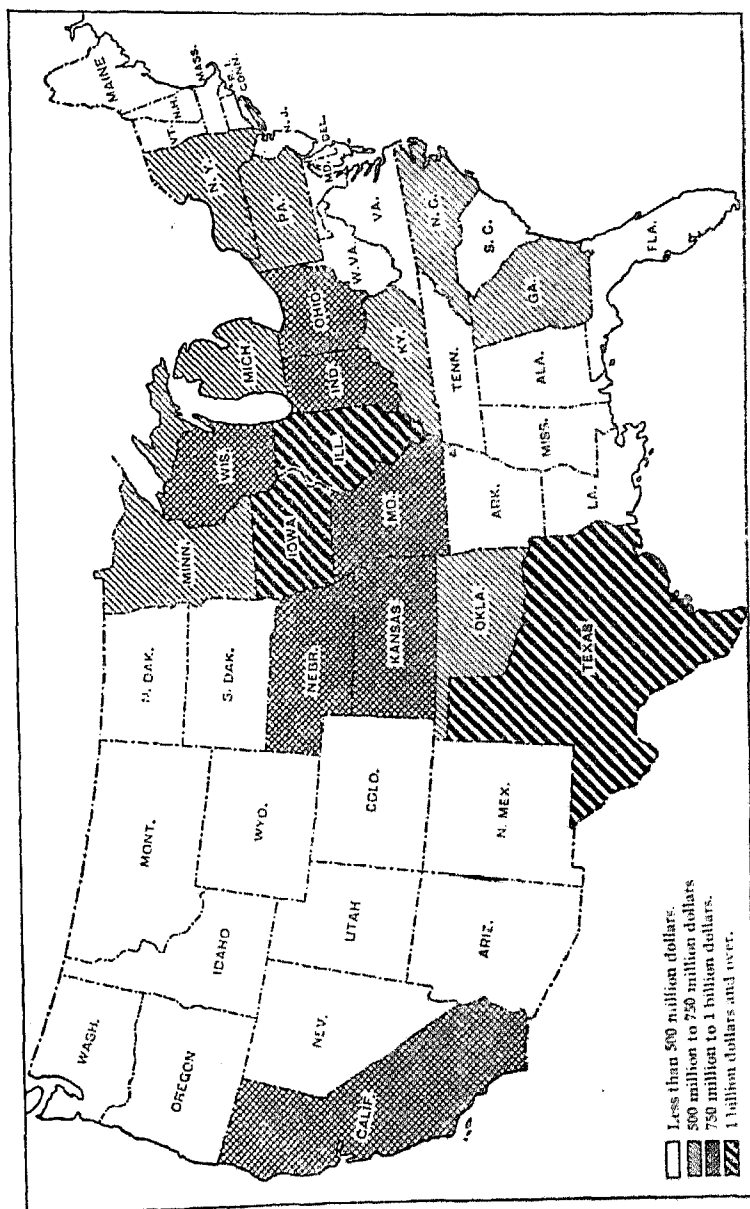 WASH.
OREGON
CALIF.
NEV.
IDAHO
MONT.
WYO.
UTAH
ARIZ.
COLO.
N. MEX.
N. DAK.
S. DAK.
NEBR.
KANSAS
OKLA.
TEXAS
MINN.
IOWA
MO.
ARK.
LA.
WIS.
ILL.
MICH.
IND.
OHIO
KY.
TENN.
MISS.
ALA.
GA.
FLA.
S. C.
N. C.
VA.
W. VA.
MD.
DEL.
PA.
N. J.
N. Y.
CONN.
R. I.
MASS.
VT.
N. H.
MAINE
Less than 500 million dollars.
500 million to 750 million dollars
750 million to 1 billion dollars.
1 billion dollars and over.